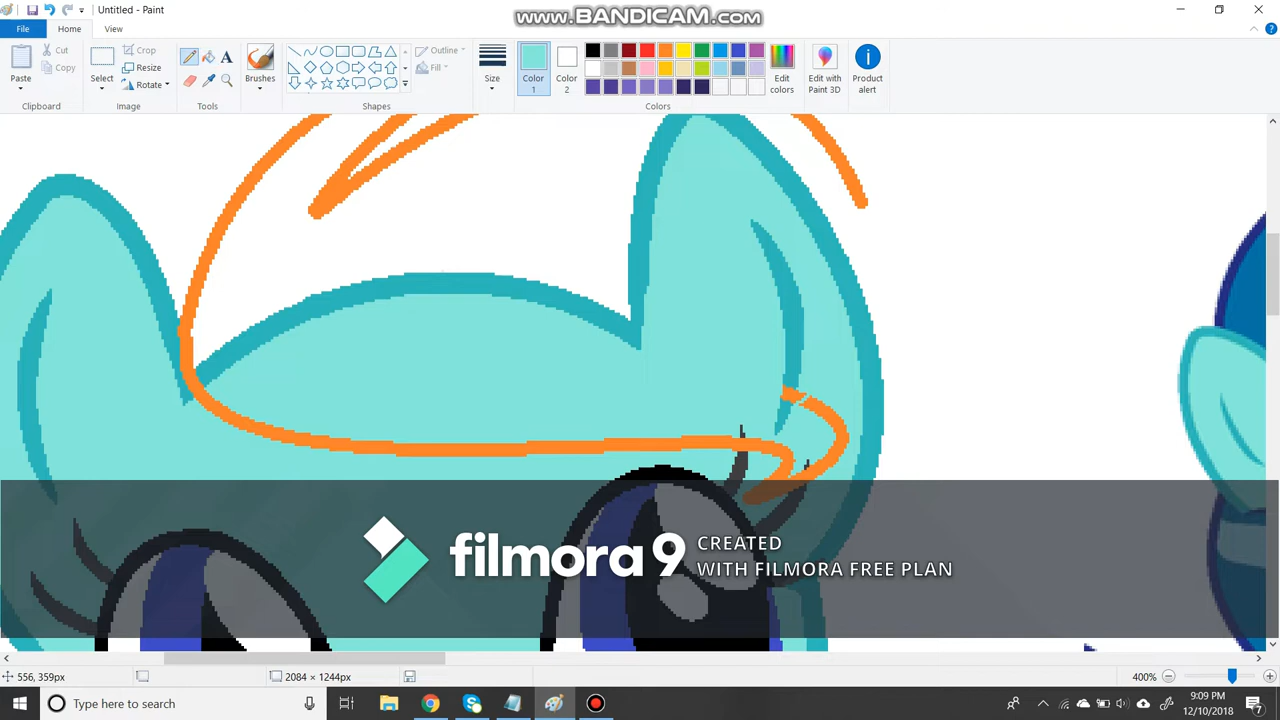 Untitled - Paint
www.BANDICAM.com
File
Home
View
Paste
Cut
Copy
Clipboard
Select
Crop
Resize
Rotate
Image
Tools
Brushes
Shapes
Outline
Fill
Size
Color 1
Color 2
Colors
Edit colors
Edit with Paint 3D
Product alert
filmora 9
CREATED
WITH FILMORA FREE PLAN
556, 359px
2084 × 1244px
400%
Type here to search
9:09 PM
12/10/2018
7